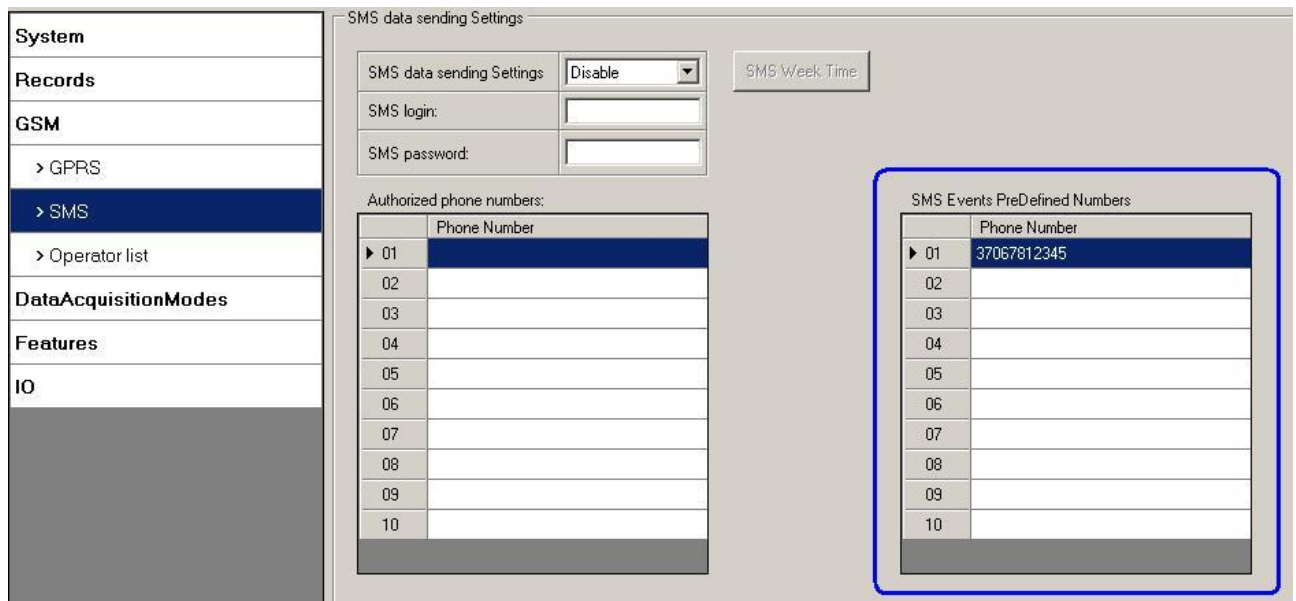 System
Records
GSM
> GPRS
> SMS
> Operator list
DataAcquisitionModes
Features
IO
SMS data sending Settings
SMS data sending Settings Disable SMS Week Time
SMS login:
SMS password:
Authorized phone numbers:
Phone Number
01
02
03
04
05
06
07
08
09
10
SMS Events PreDefined Numbers
Phone Number
01 37067812345
02
03
04
05
06
07
08
09
10